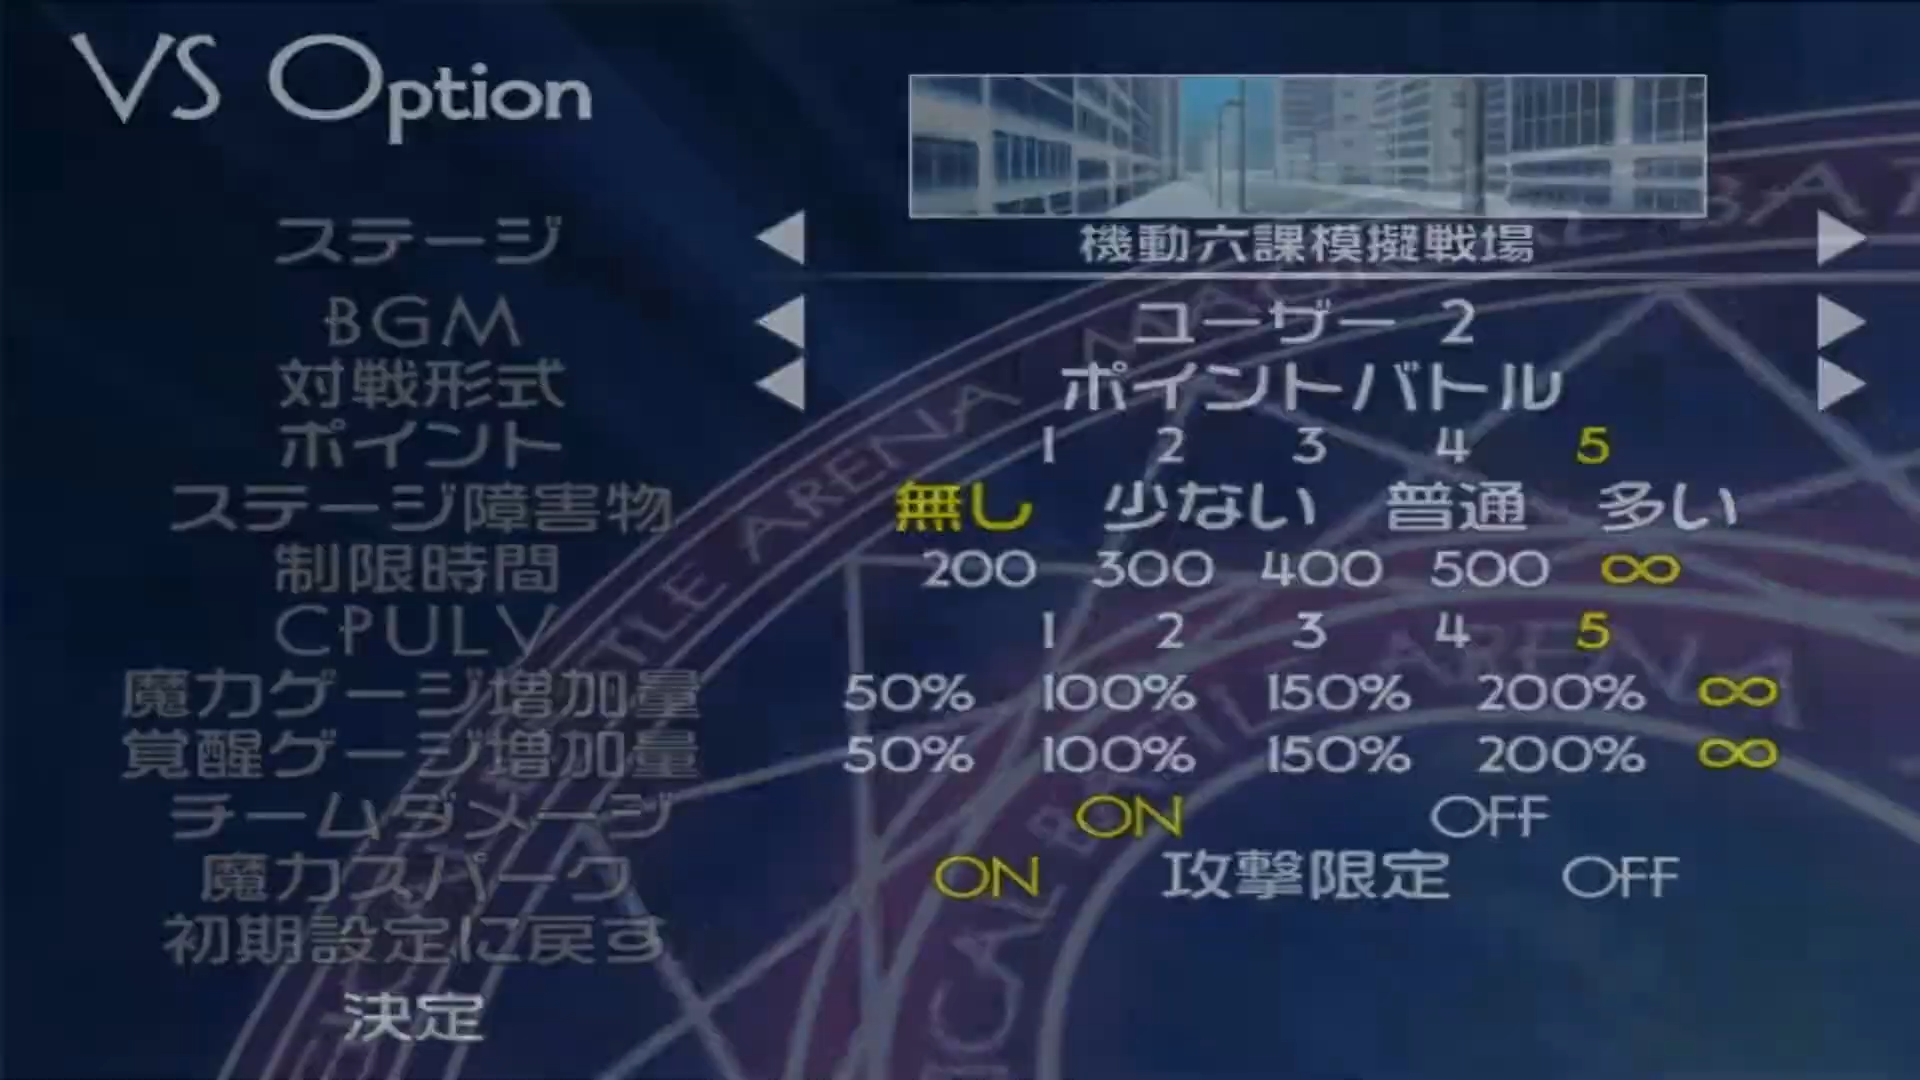 VS Option
ステージ 機動六課模擬戦場
BGM ユーザー 2
対戦形式 ポイントバトル
ポイント 1 2 3 4 5
ステージ障害物 無し 少ない 普通 多い
制限時間 200 300 400 500 ∞
CPULV 1 2 3 4 5
魔力ゲージ増加量 50% 100% 150% 200% ∞
覚醒ゲージ増加量 50% 100% 150% 200% ∞
チームダメージ ON OFF
魔力スパーク ON 攻撃限定 OFF
初期設定に戻す
決定